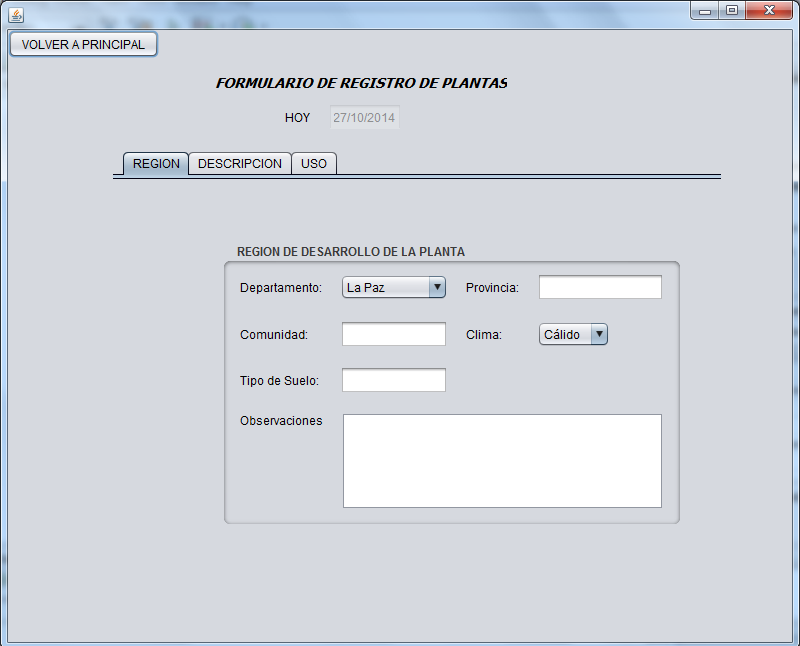 VOLVER A PRINCIPAL
FORMULARIO DE REGISTRO DE PLANTAS
HOY 27/10/2014
REGION DESCRIPCION USO
REGION DE DESARROLLO DE LA PLANTA
Departamento: La Paz Provincia:
Comunidad: Clima: Cálido
Tipo de Suelo:
Observaciones